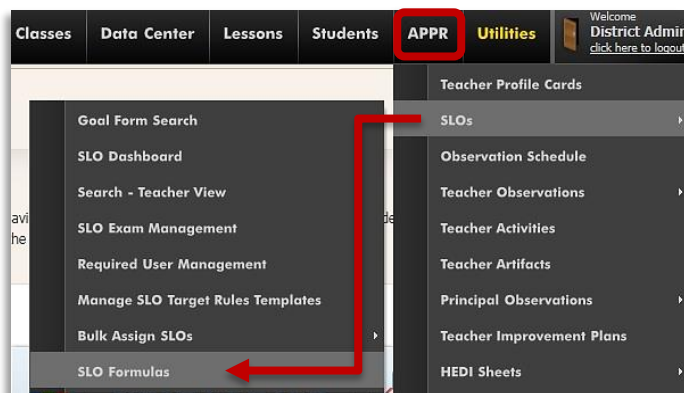 Classes Data Center Lessons Students APPR Utilities
Welcome
District Admin
click here to logout
Teacher Profile Cards
SLOs
Observation Schedule
Teacher Observations
Teacher Activities
Teacher Artifacts
Principal Observations
Teacher Improvement Plans
HEDI Sheets
Goal Form Search
SLO Dashboard
Search - Teacher View
SLO Exam Management
Required User Management
Manage SLO Target Rules Templates
Bulk Assign SLOs
SLO Formulas